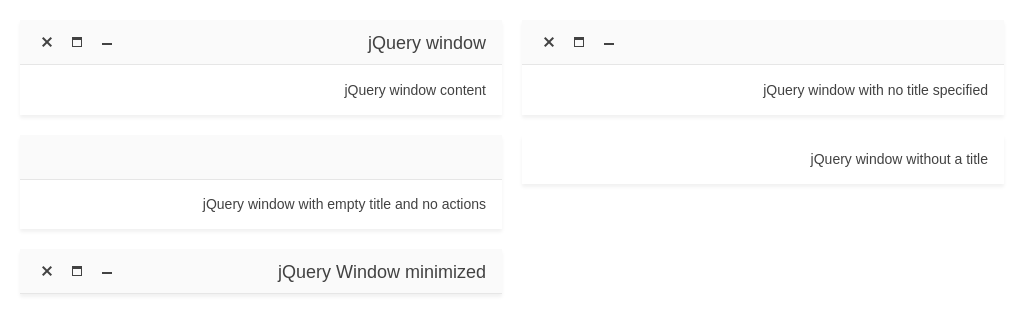 jQuery window
jQuery window content
jQuery window with empty title and no actions
jQuery Window minimized
jQuery window with no title specified
jQuery window without a title